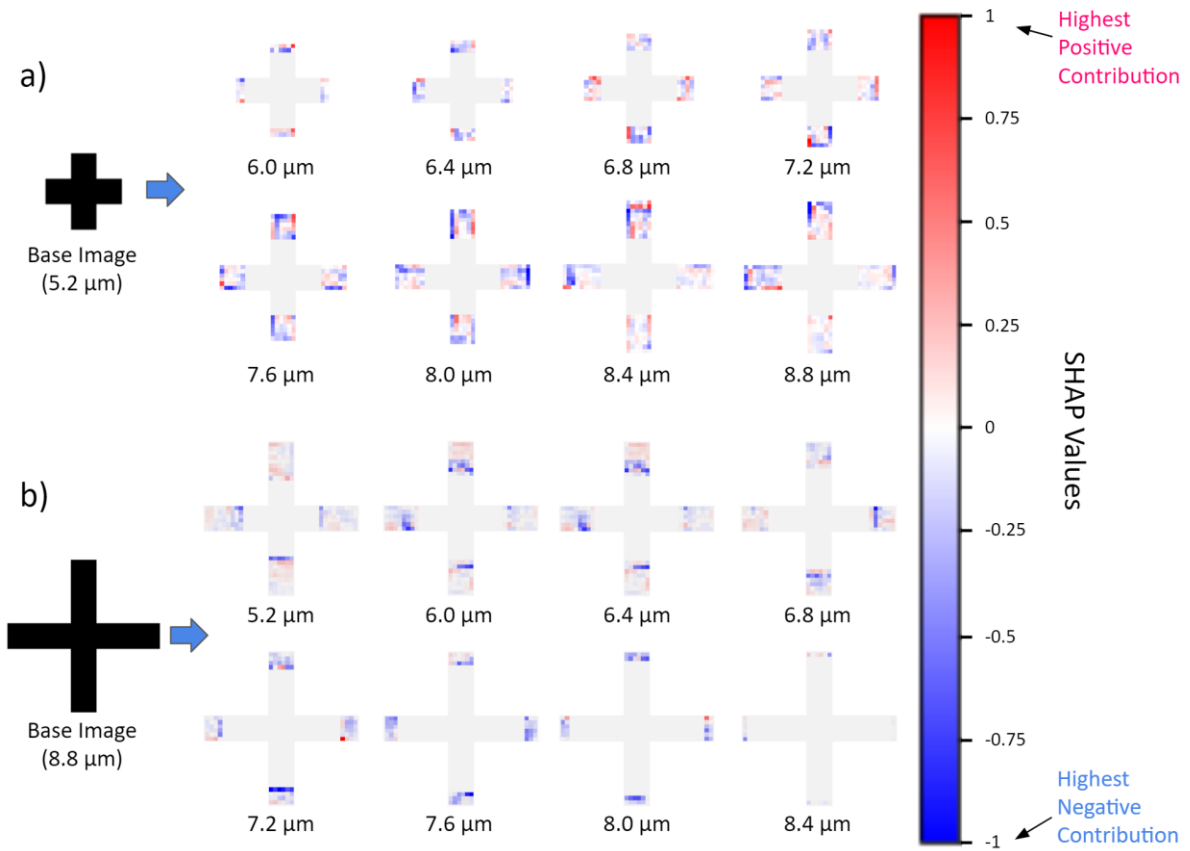 a)
Base Image
(5.2 µm)
6.0 µm
6.4 µm
6.8 µm
7.2 µm
7.6 µm
8.0 µm
8.4 µm
8.8 µm
b)
Base Image
(8.8 µm)
5.2 µm
6.0 µm
6.4 µm
6.8 µm
7.2 µm
7.6 µm
8.0 µm
8.4 µm
1
0.75
0.5
0.25
0
-0.25
-0.5
-0.75
-1
SHAP Values
Highest
Positive
Contribution
Highest
Negative
Contribution